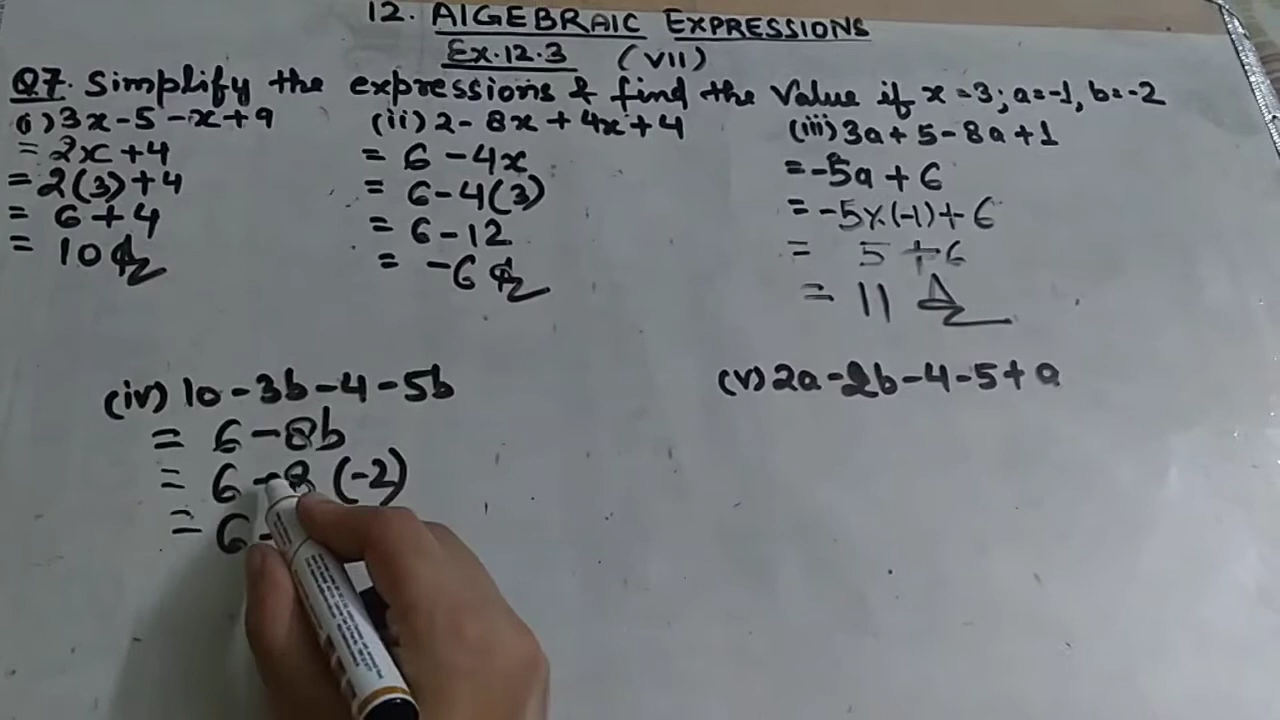 12. AlGEBRAIC EXPRESSIONS
Ex.12.3 (VII)
Q7. Simplify the expressions & find the Value if x=3; a=-1, b=-2
(i) 3x-5-x+9
= 2x+4
= 2(3)+4
= 6+4
= 10
(ii) 2-8x+4x+4
= 6-4x
= 6-4(3)
= 6-12
= -6
(iii) 3a+5-8a+1
= -5a+6
= -5x(-1)+6
= 5+6
= 11
(iv) 10-3b-4-5b
= 6-8b
= 6-8(-2)
= 6-
(v) 2a-2b-4-5+a